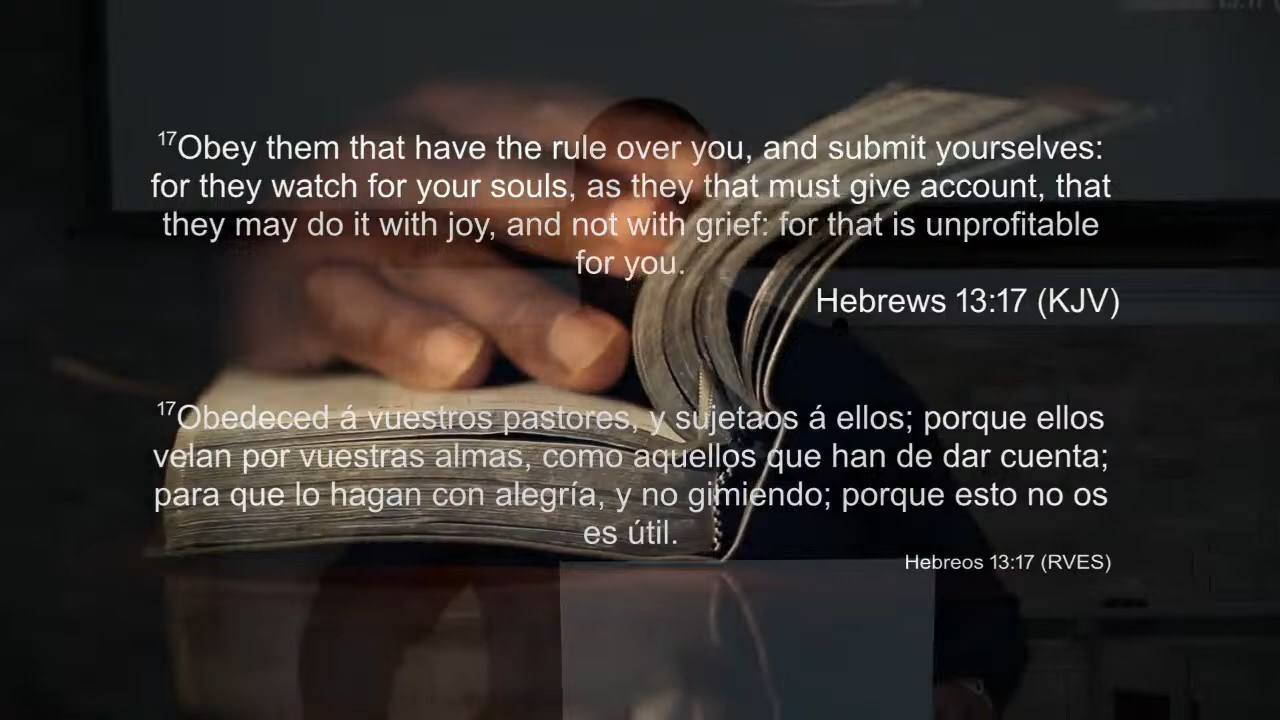 17Obey them that have the rule over you, and submit yourselves:
for they watch for your souls, as they that must give account, that
they may do it with joy, and not with grief: for that is unprofitable
for you.
Hebrews 13:17 (KJV)
17Obedeced á vuestros pastores, y sujetaos á ellos; porque ellos
velan por vuestras almas, como aquellos que han de dar cuenta;
para que lo hagan con alegría, y no gimiendo; porque esto no os
es útil.
Hebreos 13:17 (RVES)